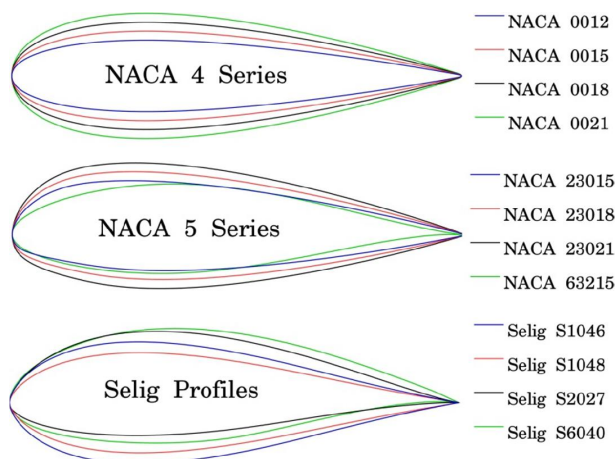 NACA 4 Series
NACA 0012
NACA 0015
NACA 0018
NACA 0021
NACA 5 Series
NACA 23015
NACA 23018
NACA 23021
NACA 63215
Selig Profiles
Selig S1046
Selig S1048
Selig S2027
Selig S6040